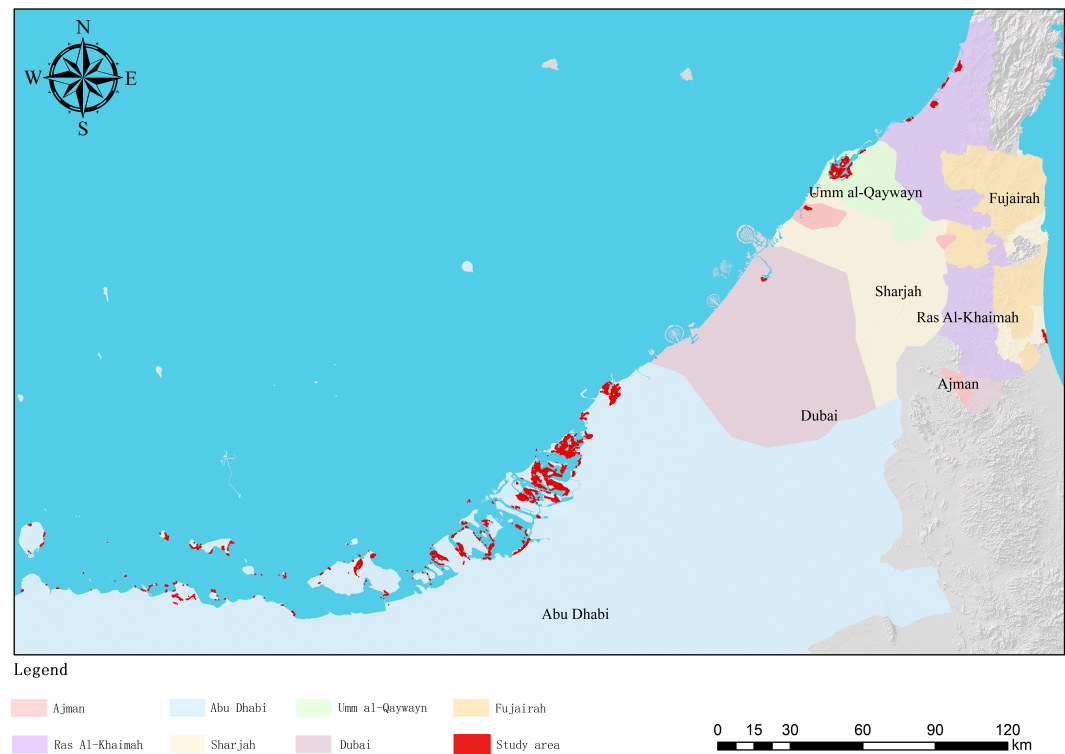 N
W E
S
Umm al-Qaywayn
Fujairah
Sharjah
Ras Al-Khaimah
Ajman
Dubai
Abu Dhabi
Legend
Ajman Abu Dhabi Umm al-Qaywayn Fujairah
Ras Al-Khaimah Sharjah Dubai Study area
0 15 30 60 90 120
km